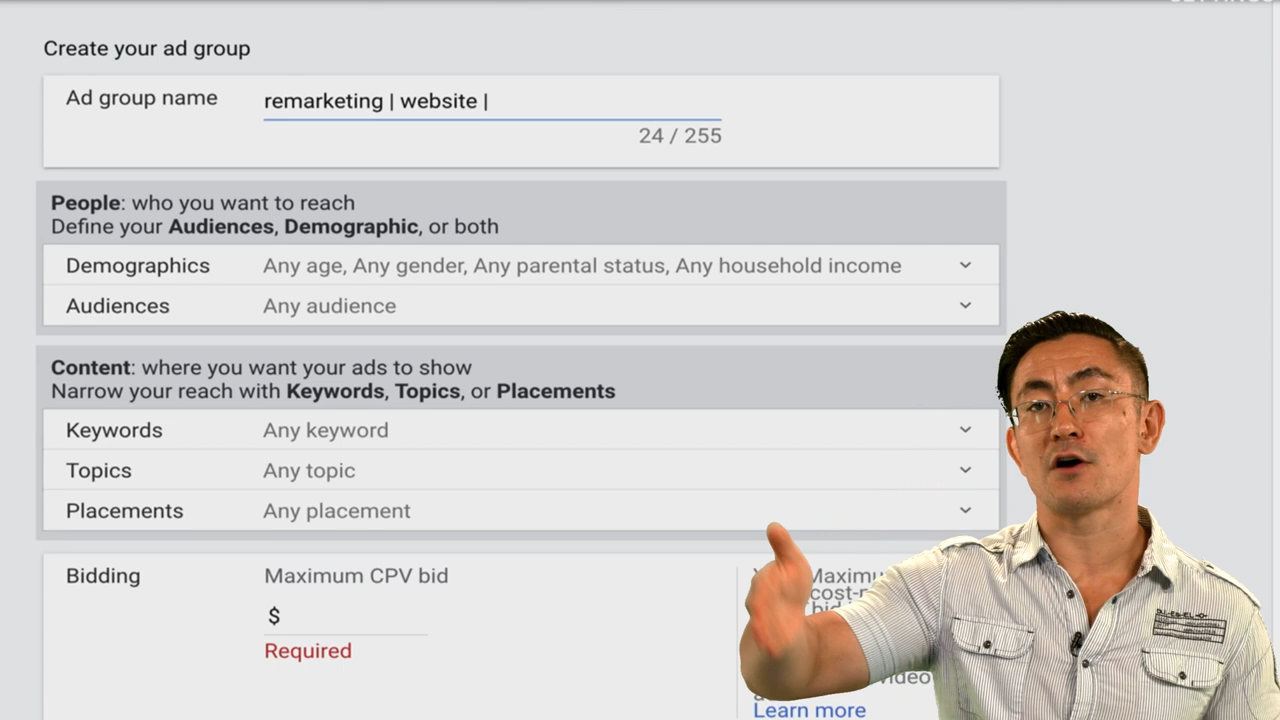 Create your ad group
Ad group name
remarketing | website |
24 / 255
People: who you want to reach
Define your Audiences, Demographic, or both
Demographics Any age, Any gender, Any parental status, Any household income
Audiences Any audience
Content: where you want your ads to show
Narrow your reach with Keywords, Topics, or Placements
Keywords Any keyword
Topics Any topic
Placements Any placement
Bidding Maximum CPV bid
$
Required
video
Learn more
DIESEL